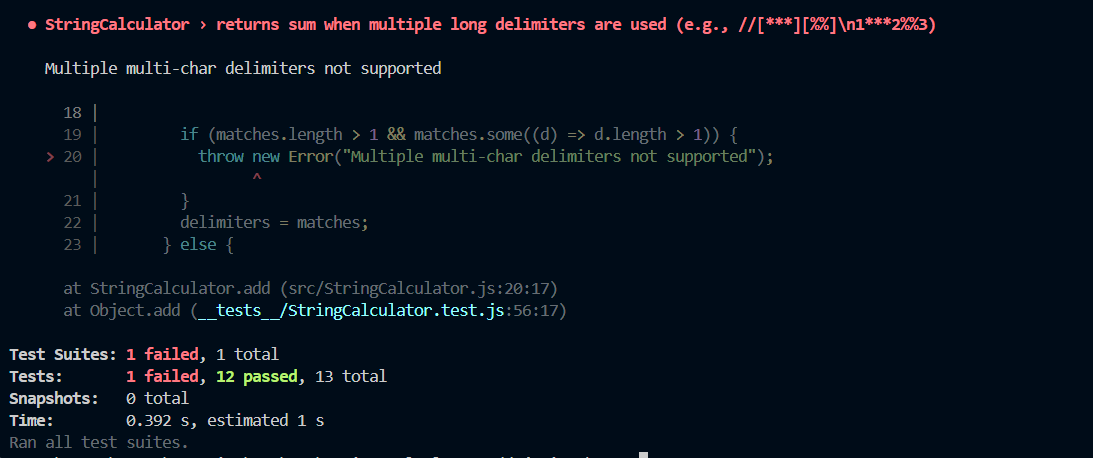 ● StringCalculator › returns sum when multiple long delimiters are used (e.g., //[***][%%]\n1***2%%3)
Multiple multi-char delimiters not supported
18 |
19 | if (matches.length > 1 && matches.some((d) => d.length > 1)) {
> 20 | throw new Error("Multiple multi-char delimiters not supported");
| ^
21 | }
22 | delimiters = matches;
23 | } else {
at StringCalculator.add (src/StringCalculator.js:20:17)
at Object.add (__tests__/StringCalculator.test.js:56:17)
Test Suites: 1 failed, 1 total
Tests: 1 failed, 12 passed, 13 total
Snapshots: 0 total
Time: 0.392 s, estimated 1 s
Ran all test suites.